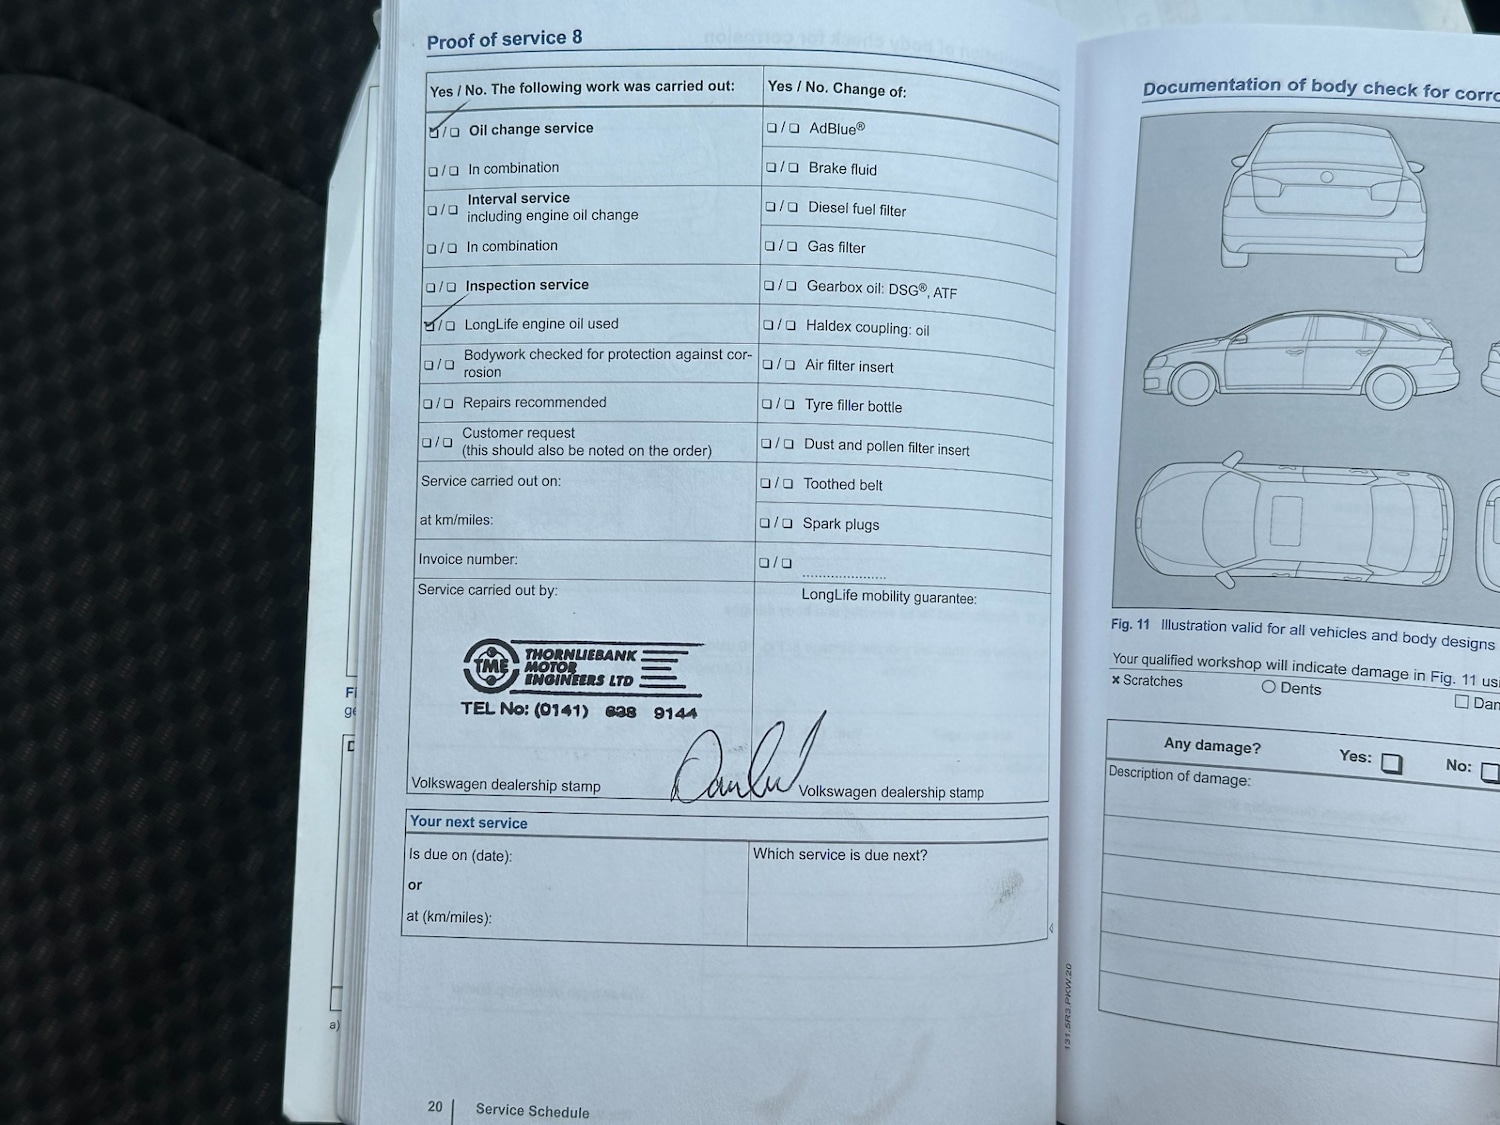 Proof of service 8
Yes / No. The following work was carried out:
Yes / No. Change of:
Oil change service
AdBlue®
In combination
Brake fluid
Interval service
including engine oil change
Diesel fuel filter
In combination
Gas filter
Inspection service
Gearbox oil: DSG®, ATF
LongLife engine oil used
Haldex coupling: oil
Bodywork checked for protection against cor-
rosion
Air filter insert
Repairs recommended
Tyre filler bottle
Customer request
(this should also be noted on the order)
Dust and pollen filter insert
Service carried out on:
Toothed belt
at km/miles:
Spark plugs
Invoice number:
Service carried out by:
LongLife mobility guarantee:
TME
THORNLIEBANK
MOTOR
ENGINEERS LTD
TEL No: (0141) 638 9144
Volkswagen dealership stamp
Volkswagen dealership stamp
Your next service
Is due on (date):
Which service is due next?
or
at (km/miles):
20
Service Schedule
131.5R3.PKW.20
Documentation of body check for corro
Fig. 11 Illustration valid for all vehicles and body designs
Your qualified workshop will indicate damage in Fig. 11 usi
× Scratches
Dents
Dan
Any damage?
Yes:
No:
Description of damage:
Fi
ge
D
a)